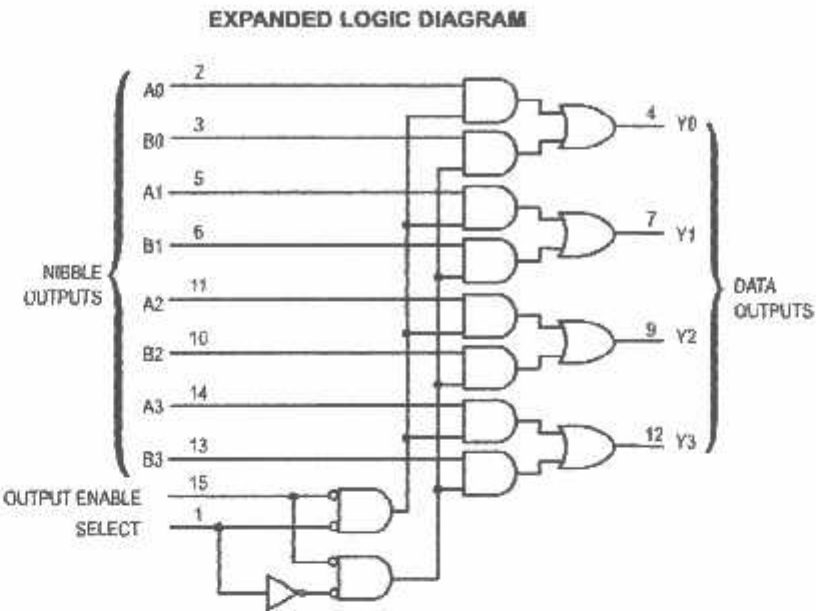 EXPANDED LOGIC DIAGRAM
A0 2
B0 3
A1 5
B1 6
A2 11
B2 10
A3 14
B3 13
NIBBLE
OUTPUTS
OUTPUT ENABLE 15
SELECT 1
4 Y0
7 Y1
9 Y2
12 Y3
DATA
OUTPUTS